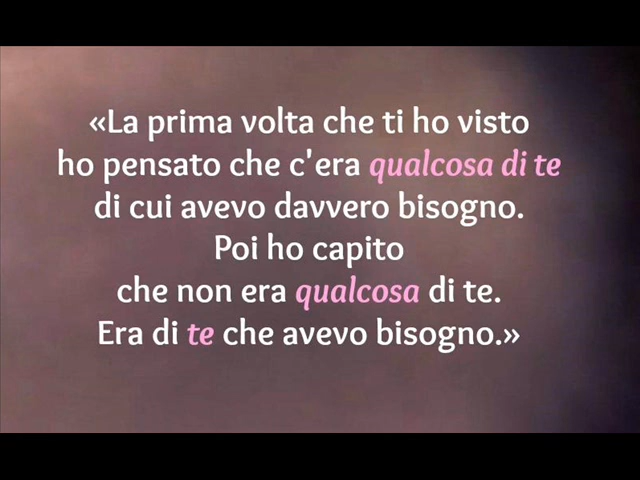 «La prima volta che ti ho visto
ho pensato che c'era qualcosa di te
di cui avevo davvero bisogno.
Poi ho capito
che non era qualcosa di te.
Era di te che avevo bisogno.»